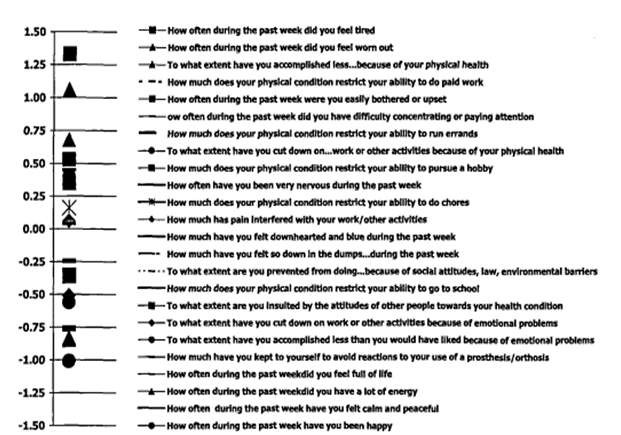 1.50
1.25
1.00
0.75
0.50
0.25
0.00
-0.25
-0.50
-0.75
-1.00
-1.25
-1.50
How often during the past week did you feel tired
How often during the past week did you feel worn out
To what extent have you accomplished less...because of your physical health
How much does your physical condition restrict your ability to do paid work
How often during the past week were you easily bothered or upset
ow often during the past week did you have difficulty concentrating or paying attention
How much does your physical condition restrict your ability to run errands
To what extent have you cut down on...work or other activities because of your physical health
How much does your physical condition restrict your ability to pursue a hobby
How often have you been very nervous during the past week
How much does your physical condition restrict your ability to do chores
How much has pain interfered with your work/other activities
How much have you felt downhearted and blue during the past week
How much have you felt so down in the dumps...during the past week
To what extent are you prevented from doing...because of social attitudes, law, environmental barriers
How much does your physical condition restrict your ability to go to school
To what extent are you insulted by the attitudes of other people towards your health condition
To what extent have you cut down on work or other activities because of emotional problems
To what extent have you accomplished less than you would have liked because of emotional problems
How much have you kept to yourself to avoid reactions to your use of a prosthesis/orthosis
How often during the past weekdid you feel full of life
How often during the past weekdid you have a lot of energy
How often during the past week have you felt calm and peaceful
How often during the past week have you been happy